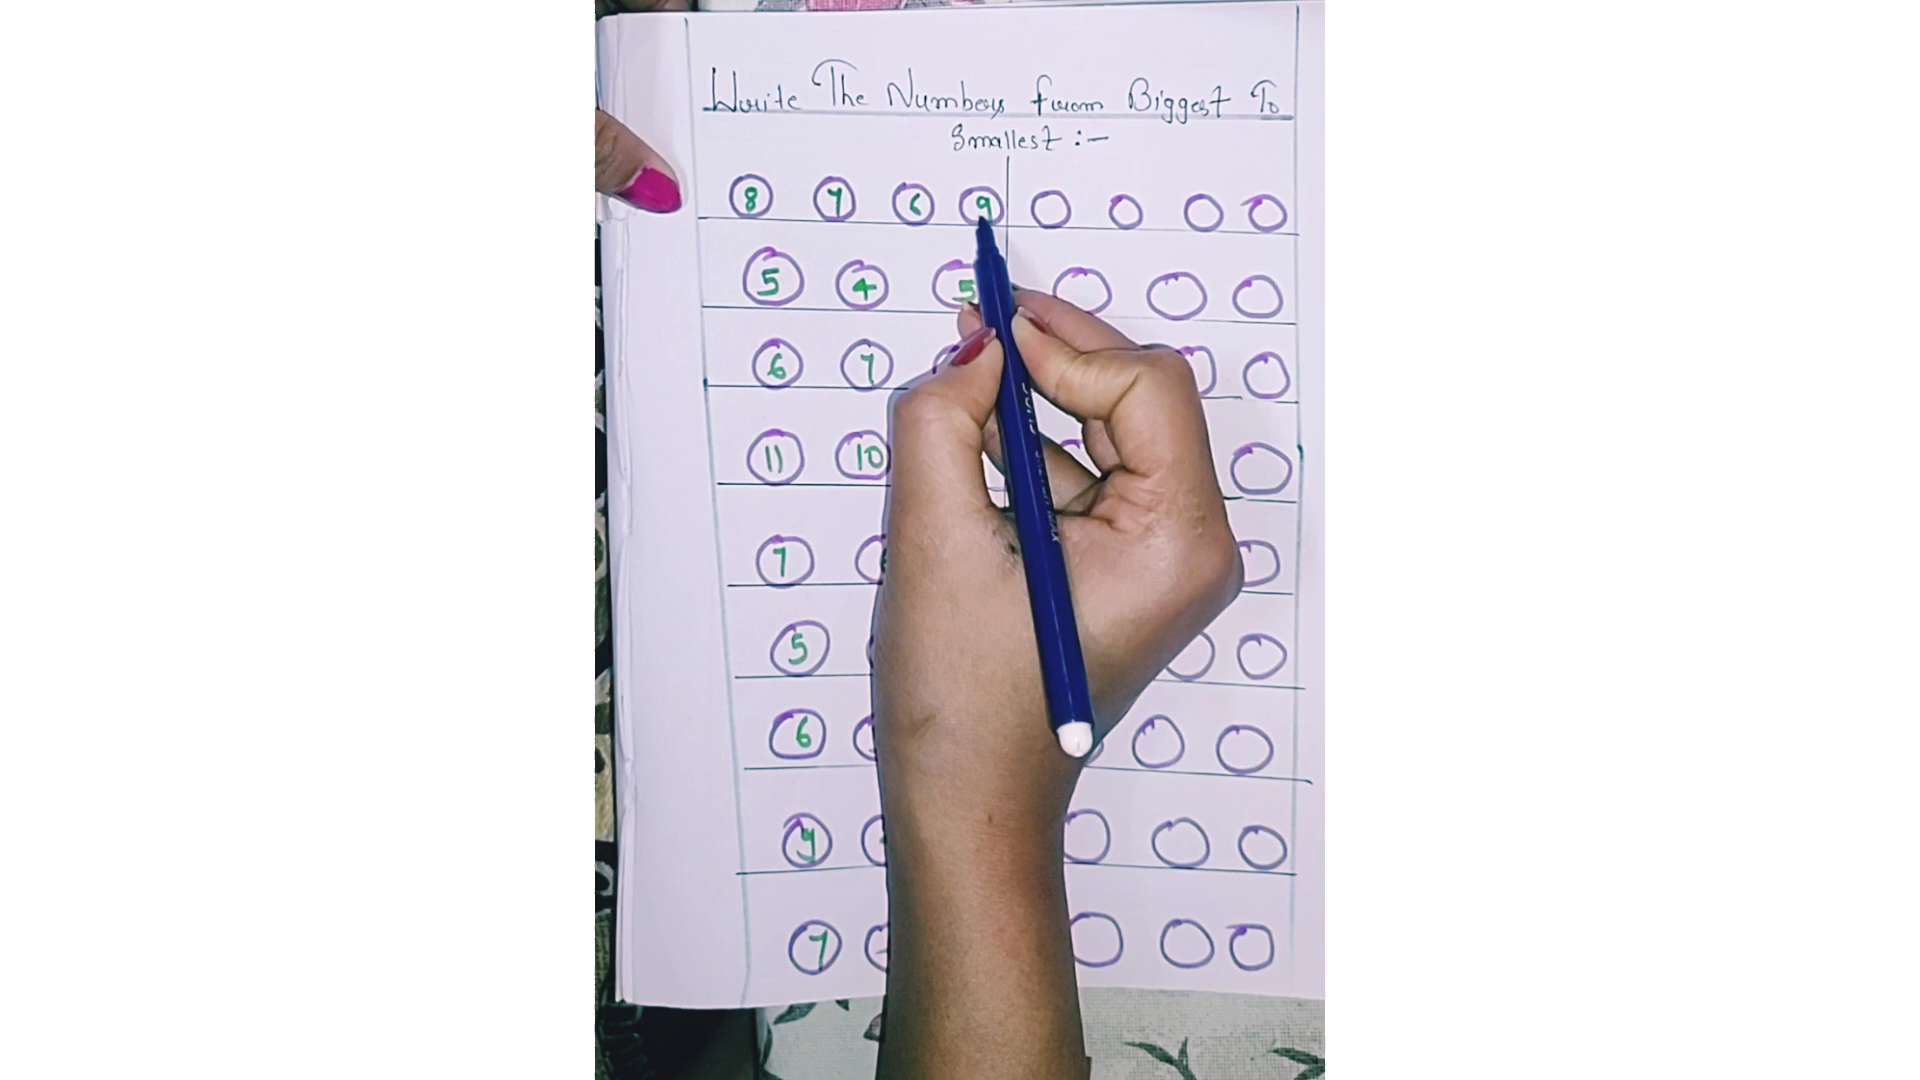 Write The Numbers from Biggest To
Smallest :-
8 7 6 9
5 4 5
6 7
11 10
7
5
6
9
7